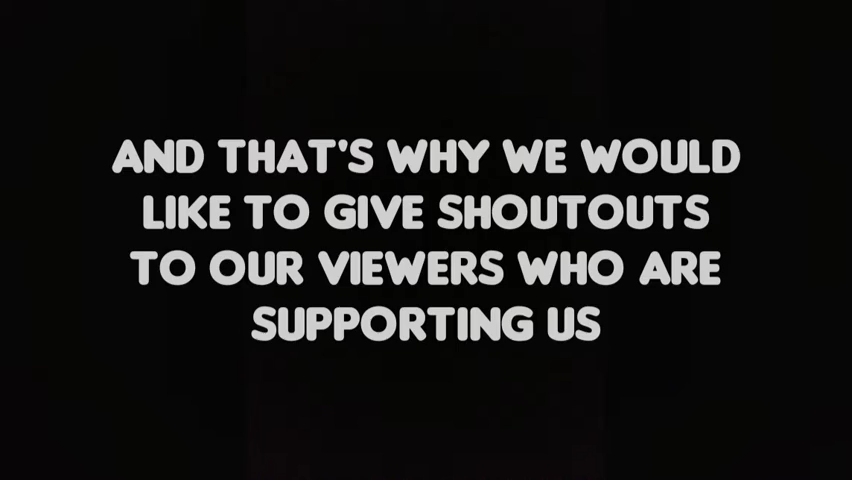 AND THAT'S WHY WE WOULD
LIKE TO GIVE SHOUTOUTS
TO OUR VIEWERS WHO ARE
SUPPORTING US